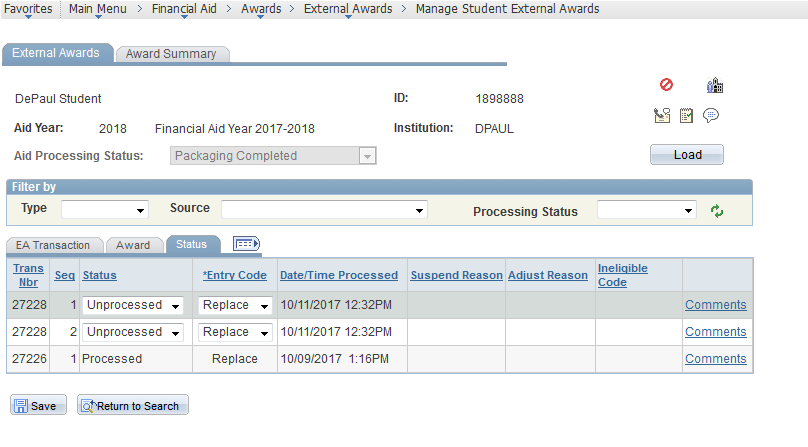 Favorites Main Menu > Financial Aid > Awards > External Awards > Manage Student External Awards
External Awards Award Summary
DePaul Student ID: 1898888
Aid Year: 2018 Financial Aid Year 2017-2018 Institution: DPAUL
Aid Processing Status: Packaging Completed Load
Filter by
Type Source Processing Status
EA Transaction Award Status
Trans Nbr Seq Status *Entry Code Date/Time Processed Suspend Reason Adjust Reason Ineligible Code
27228 1 Unprocessed Replace 10/11/2017 12:32PM Comments
27228 2 Unprocessed Replace 10/11/2017 12:32PM Comments
27226 1 Processed Replace 10/09/2017 1:16PM Comments
Save Return to Search